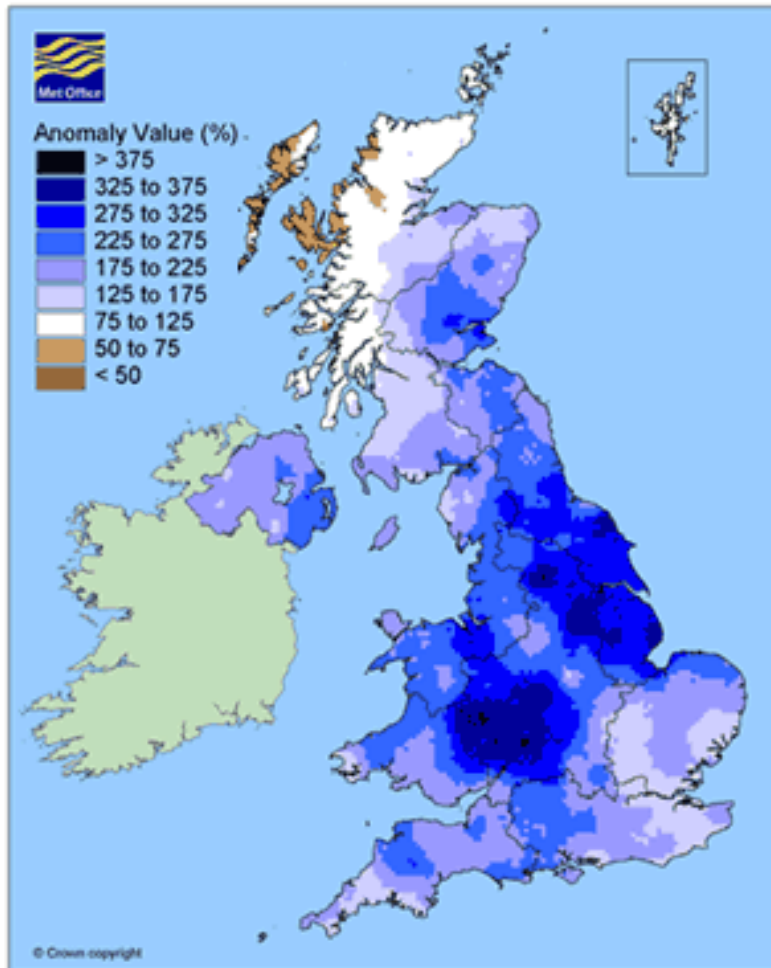 Met Office
Anomaly Value (%)
> 375
325 to 375
275 to 325
225 to 275
175 to 225
125 to 175
75 to 125
50 to 75
< 50
© Crown copyright